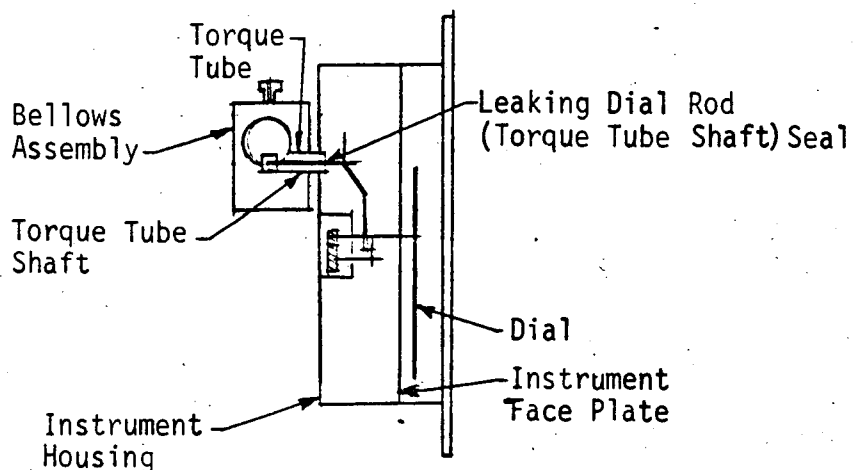 Torque
Tube
Bellows
Assembly
Leaking Dial Rod
(Torque Tube Shaft) Seal
Torque Tube
Shaft
Dial
Instrument
Face Plate
Instrument
Housing